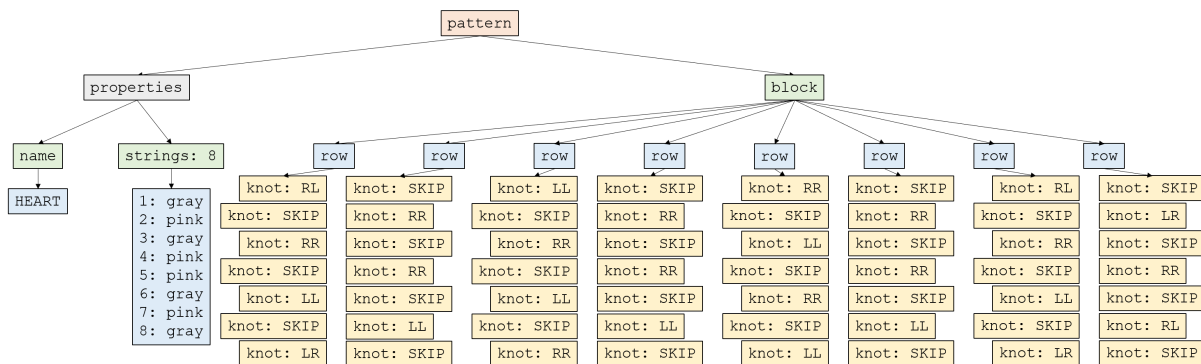 pattern
properties block
name strings: 8 row row row row row row row row
HEART
1: gray
2: pink
3: gray
4: pink
5: pink
6: gray
7: pink
8: gray
knot: RL knot: SKIP knot: LL knot: SKIP knot: RR knot: SKIP knot: RL knot: SKIP
knot: SKIP knot: RR knot: SKIP knot: RR knot: SKIP knot: RR knot: SKIP knot: LR
knot: RR knot: SKIP knot: RR knot: SKIP knot: LL knot: SKIP knot: RR knot: SKIP
knot: SKIP knot: RR knot: SKIP knot: RR knot: SKIP knot: RR knot: SKIP knot: RR
knot: LL knot: SKIP knot: LL knot: SKIP knot: RR knot: SKIP knot: LL knot: SKIP
knot: SKIP knot: LL knot: SKIP knot: LL knot: SKIP knot: LL knot: SKIP knot: RL
knot: LR knot: SKIP knot: RR knot: SKIP knot: LL knot: SKIP knot: LR knot: SKIP